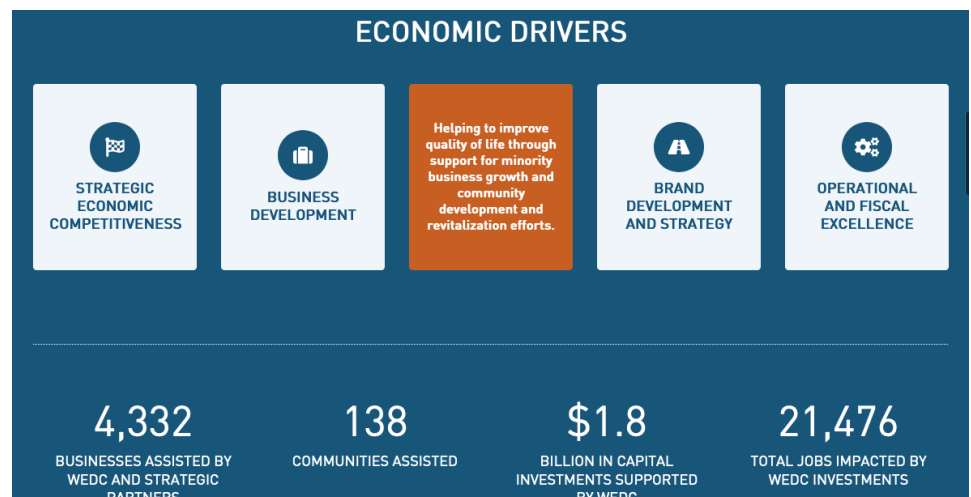 ECONOMIC DRIVERS
STRATEGIC
ECONOMIC
COMPETITIVENESS
BUSINESS
DEVELOPMENT
Helping to improve
quality of life through
support for minority
business growth and
community
development and
revitalization efforts.
BRAND
DEVELOPMENT
AND STRATEGY
OPERATIONAL
AND FISCAL
EXCELLENCE
4,332
BUSINESSES ASSISTED BY
WEDC AND STRATEGIC
PARTNERS
138
COMMUNITIES ASSISTED
$1.8
BILLION IN CAPITAL
INVESTMENTS SUPPORTED
BY WEDC
21,476
TOTAL JOBS IMPACTED BY
WEDC INVESTMENTS